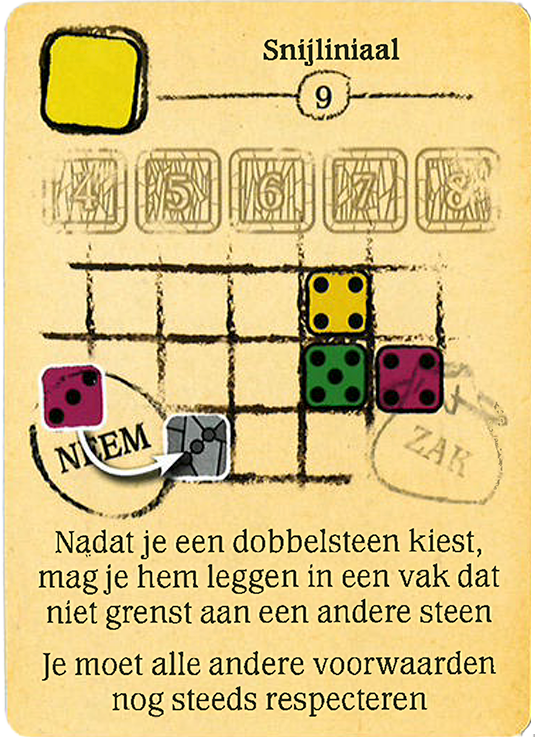 Snijliniaal
9
4 5 6 7 8
NEEM
ZAK
Nadat je een dobbelsteen kiest,
mag je hem leggen in een vak dat
niet grenst aan een andere steen
Je moet alle andere voorwaarden
nog steeds respecteren